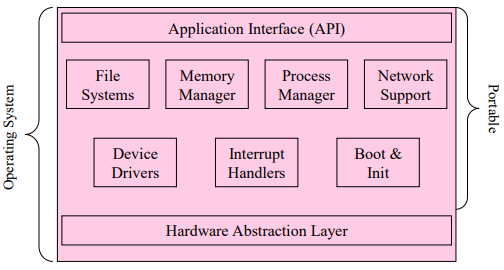 Application Interface (API)
File
Systems
Memory
Manager
Process
Manager
Network
Support
Device
Drivers
Interrupt
Handlers
Boot &
Init
Hardware Abstraction Layer
Operating System
Portable